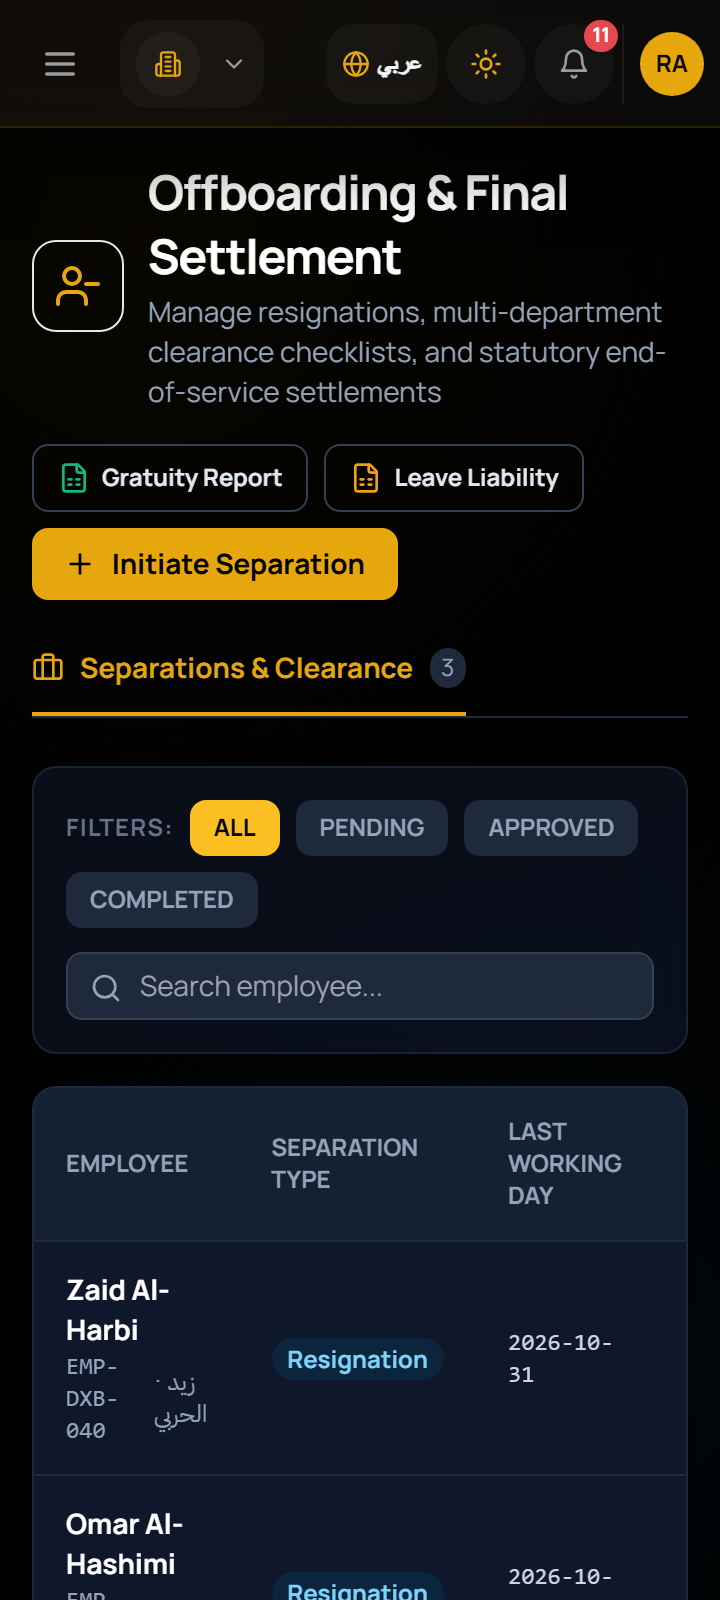 عربي
11
RA
Offboarding & Final
Settlement
Manage resignations, multi-department
clearance checklists, and statutory end-
of-service settlements
Gratuity Report
Leave Liability
Initiate Separation
Separations & Clearance 3
FILTERS: ALL PENDING APPROVED
COMPLETED
Search employee...
EMPLOYEE
SEPARATION
TYPE
LAST
WORKING
DAY
Zaid Al-
Harbi
EMP-
DXB-
040
· زيد
الحربي
Resignation
2026-10-
31
Omar Al-
Hashimi
EMP-
Resignation
2026-10-